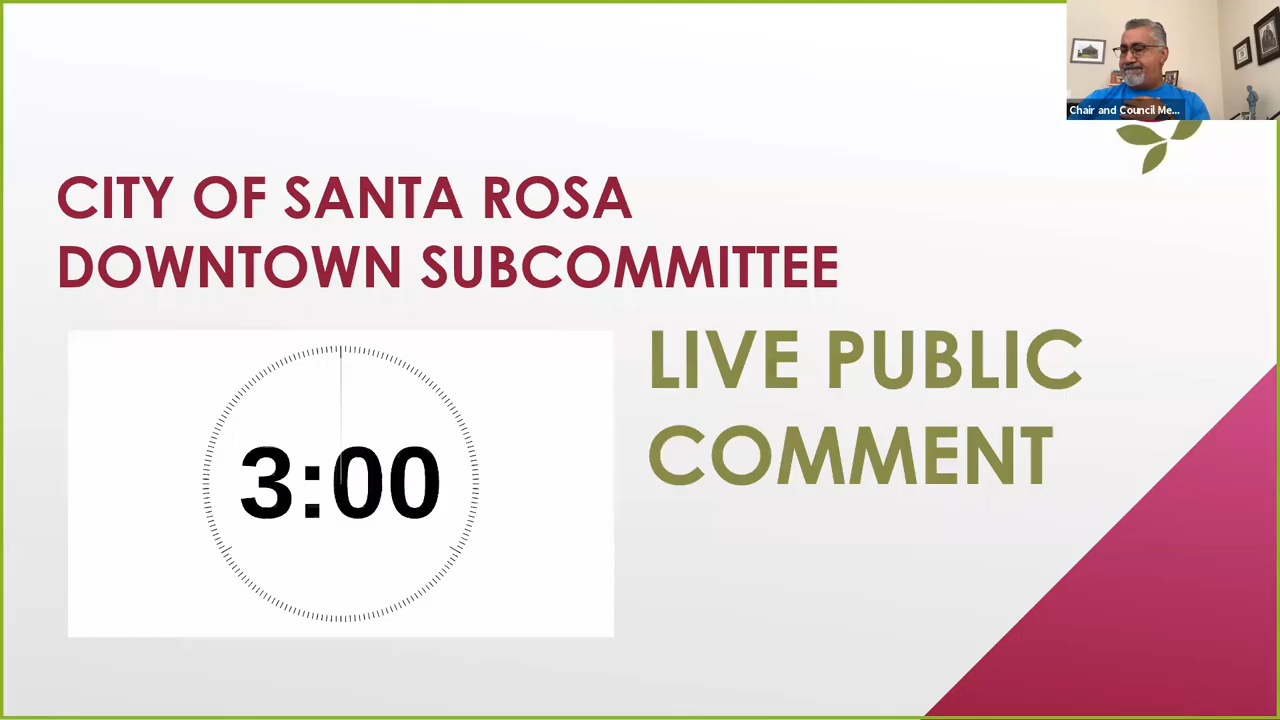 Chair and Council Me...
CITY OF SANTA ROSA
DOWNTOWN SUBCOMMITTEE
LIVE PUBLIC
COMMENT
3:00